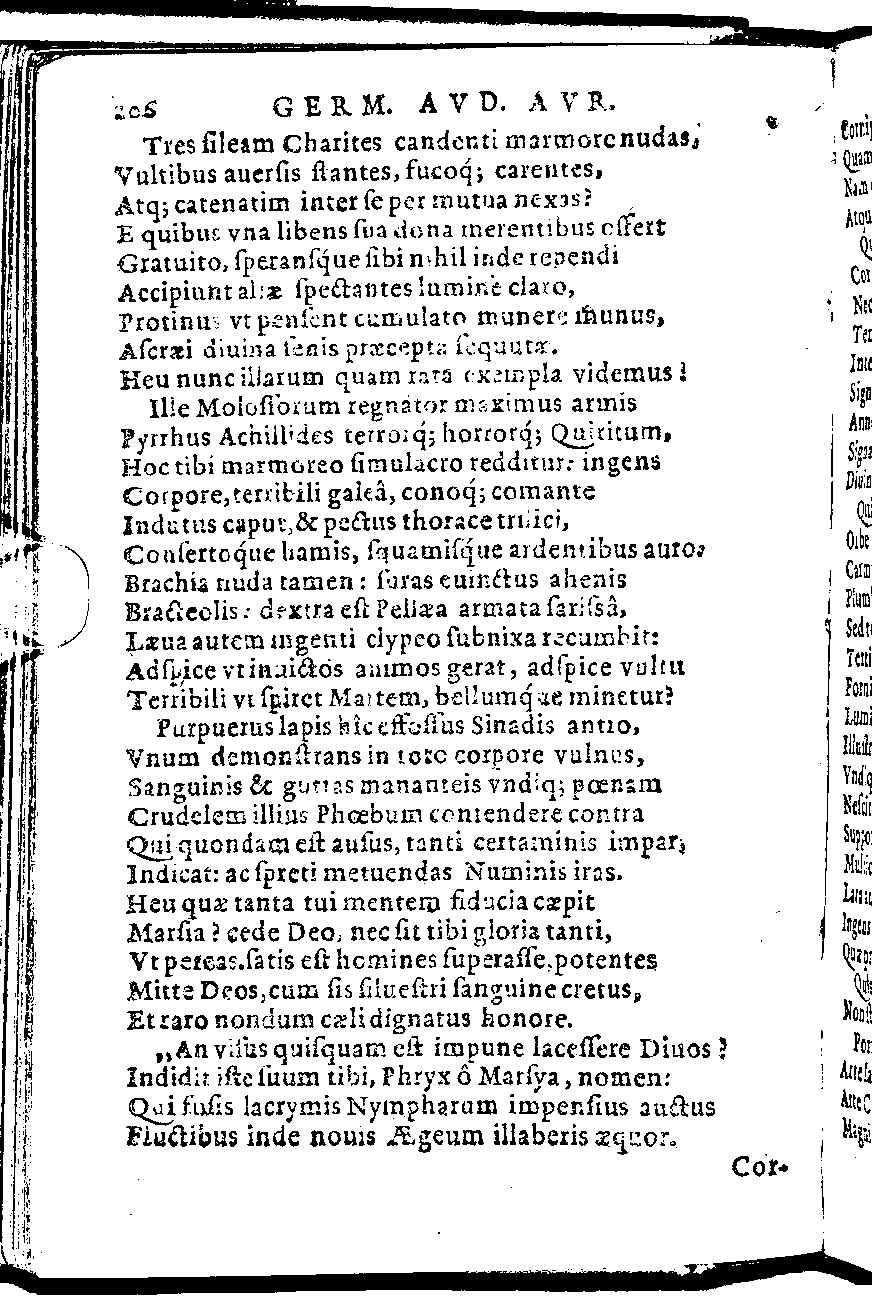 206 GERM. AVD. AVR.
Tres ſileam Charites candenti marmore nudas,
Vultibus auerſis ſtantes, fucoq́; carentes,
Atq; catenatim inter ſe per mutua nexas?
E quibus vna libens ſua dona merentibus offert
Gratuito, ſperanſq́ue ſibi nihil inde rependi
Accipiunt aliæ ſpectantes lumine claro,
Protinus vt penſent cumulato munere munus,
Aſcræi diuina ſenis præcepta ſequutæ.
Heu nunc illarum quam rara exempla videmus!
Ille Moloſſorum regnator maximus armis
Pyrrhus Achillides terrorq́; horrorq́; Quiritum,
Hoc tibi marmoreo ſimulacro redditur: ingens
Corpore, terribili galeâ, conoq́; comante
Indutus caput, & pectus thorace trilici,
Conſertoq́ue hamis, ſquamiſq́ue ardentibus auro:
Brachia nuda tamen: ſuras euinctus ahenis
Bracteolis: dextra eſt Pellæa armata ſariſsâ,
Læua autem ingenti clypeo ſubnixa recumbit:
Adſpice vt inuictos animos gerat, adſpice vultu
Terribili vt ſpiret Martem, bellumq́ue minetur?
Purpuerus lapis hîc effoſſus Sinadis antro,
Vnum demonſtrans in toto corpore vulnus,
Sanguinis & guttas mananteis vndiq; pœnam
Crudelem illius Phœbum contendere contra
Qui quondam eſt auſus, tanti certaminis impar,
Indicat: ac ſpreti metuendas Numinis iras.
Heu quæ tanta tui mentem fiducia cæpit
Marſia? cede Deo, nec ſit tibi gloria tanti,
Vt pereas. ſatis eſt homines ſuperaſſe, potentes
Mitte Deos, cum ſis ſilueſtri ſanguine cretus,
Et raro nondum cæli dignatus honore.
„An viſus quiſquam eſt impune laceſſere Diuos?
Indidit iſte ſuum tibi, Phryx ô Marſya, nomen:
Qui fuſis lacrymis Nympharum impenſius auctus
Fluctibus inde nouis Ægeum illaberis æquor.
Cor-